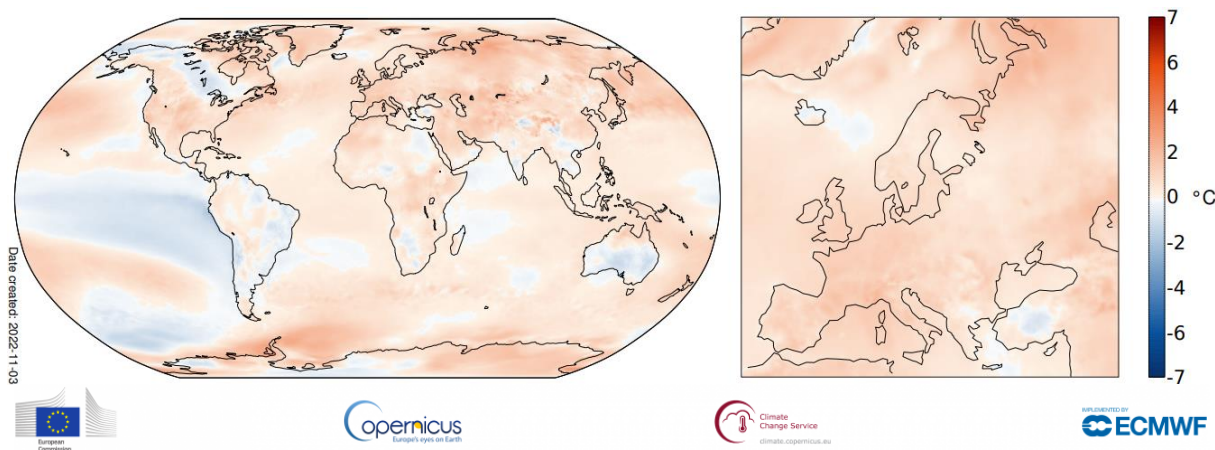 7
6
4
2
0 °C
-2
-4
-6
-7
Date created: 2022-11-03
European
Commission
opernicus
Europe's eyes on Earth
Climate
Change Service
climate.copernicus.eu
IMPLEMENTED BY
ECMWF